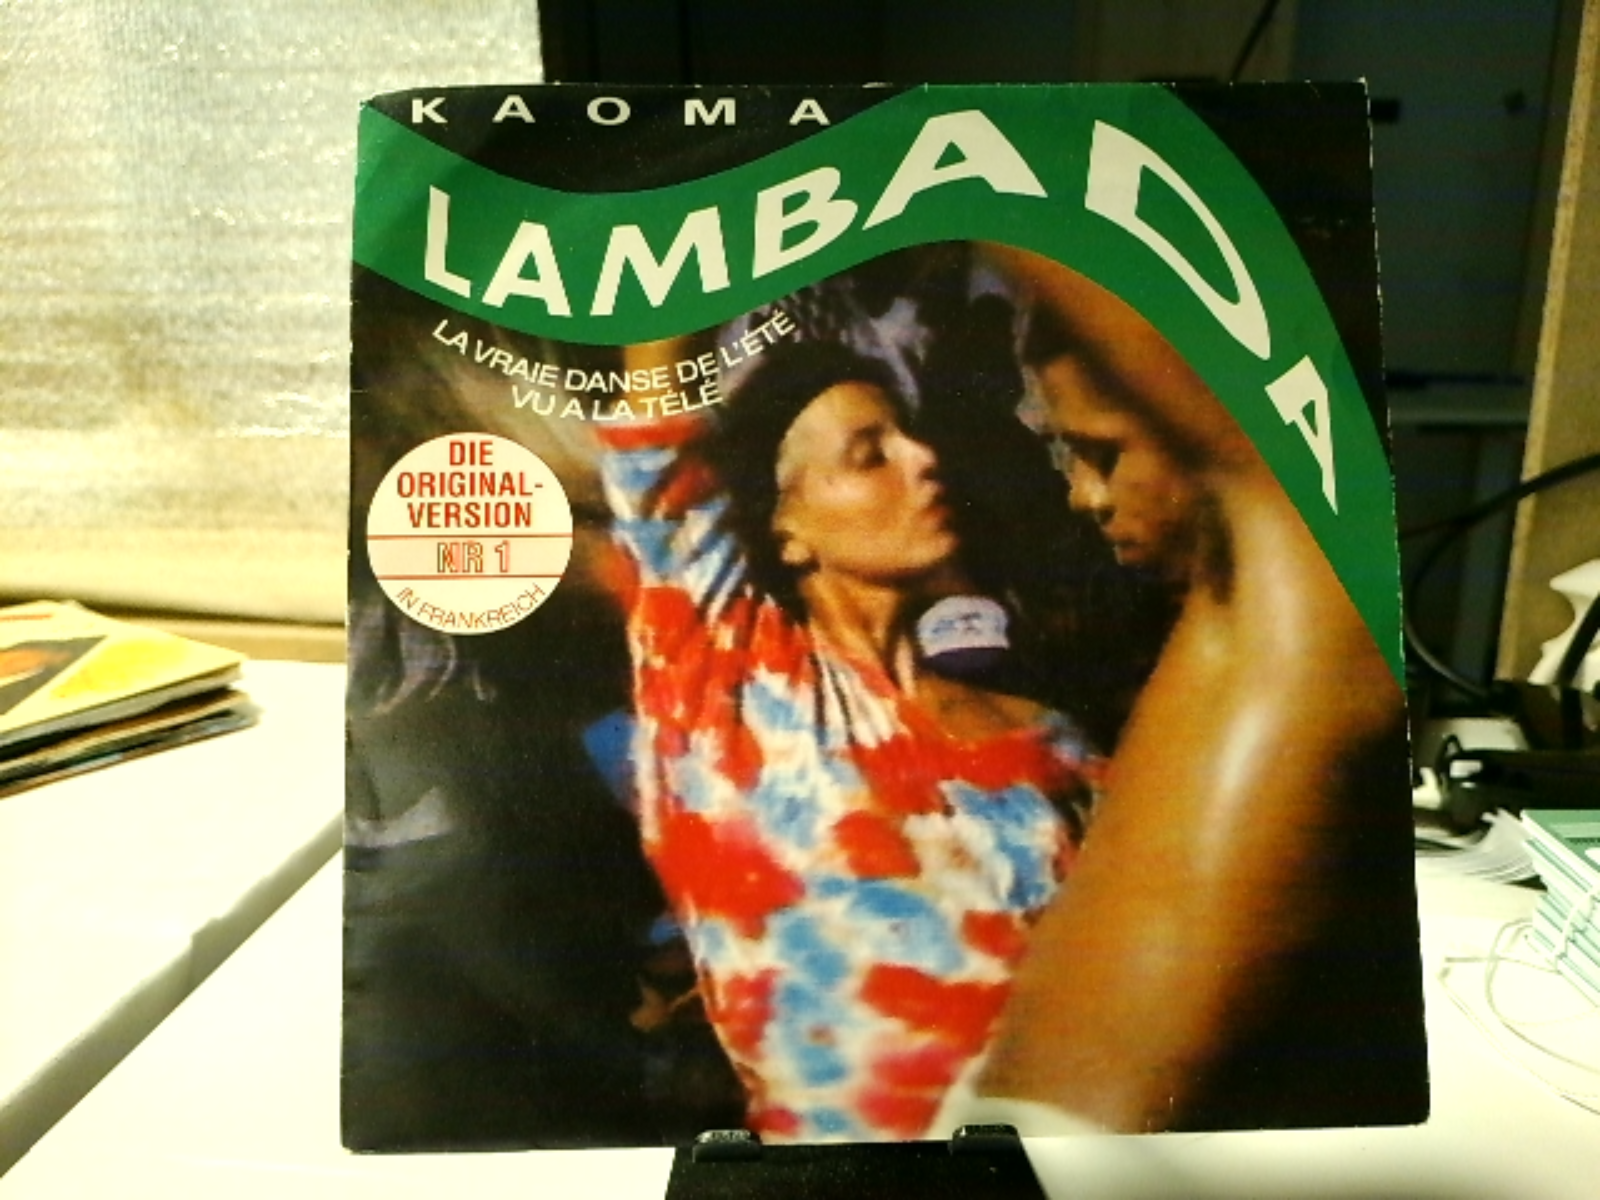 KAOMA
LAMBADA
LA VRAIE DANSE DE L'ÉTÉ
VU A LA TÉLÉ
DIE
ORIGINAL-
VERSION
NR 1
IN FRANKREICH